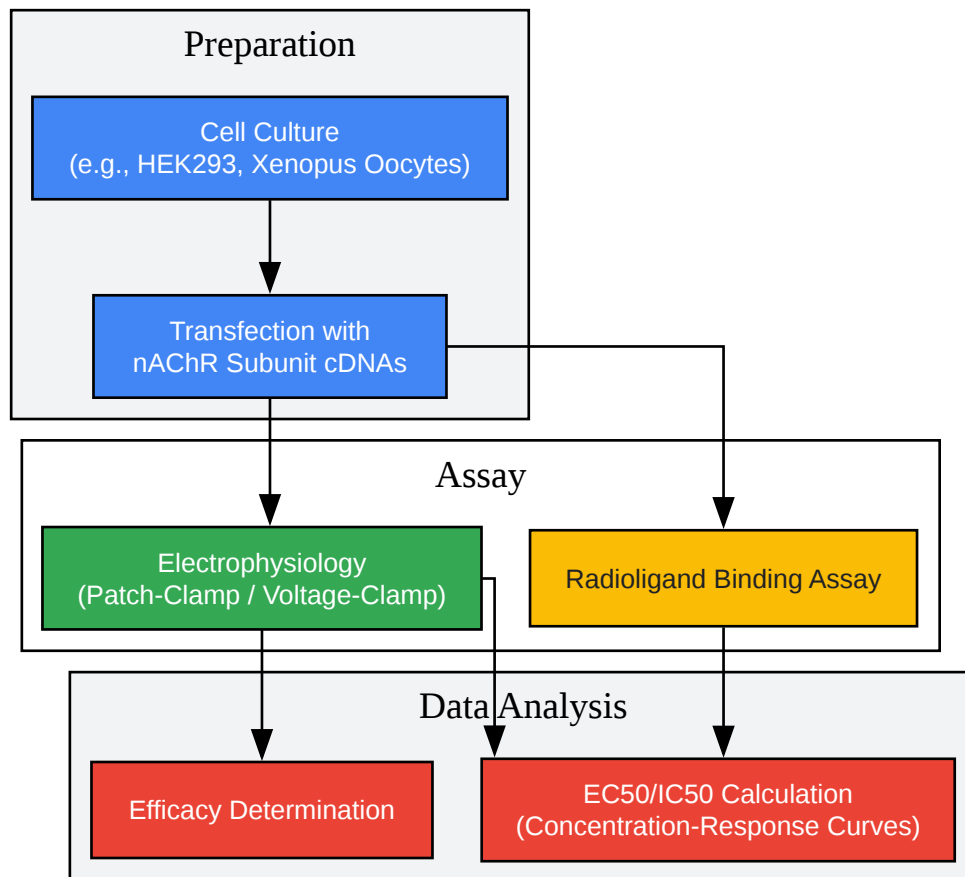 Preparation
Cell Culture
(e.g., HEK293, Xenopus Oocytes)
Transfection with
nAChR Subunit cDNAs
Assay
Electrophysiology
(Patch-Clamp / Voltage-Clamp)
Radioligand Binding Assay
Data Analysis
Efficacy Determination
EC50/IC50 Calculation
(Concentration-Response Curves)